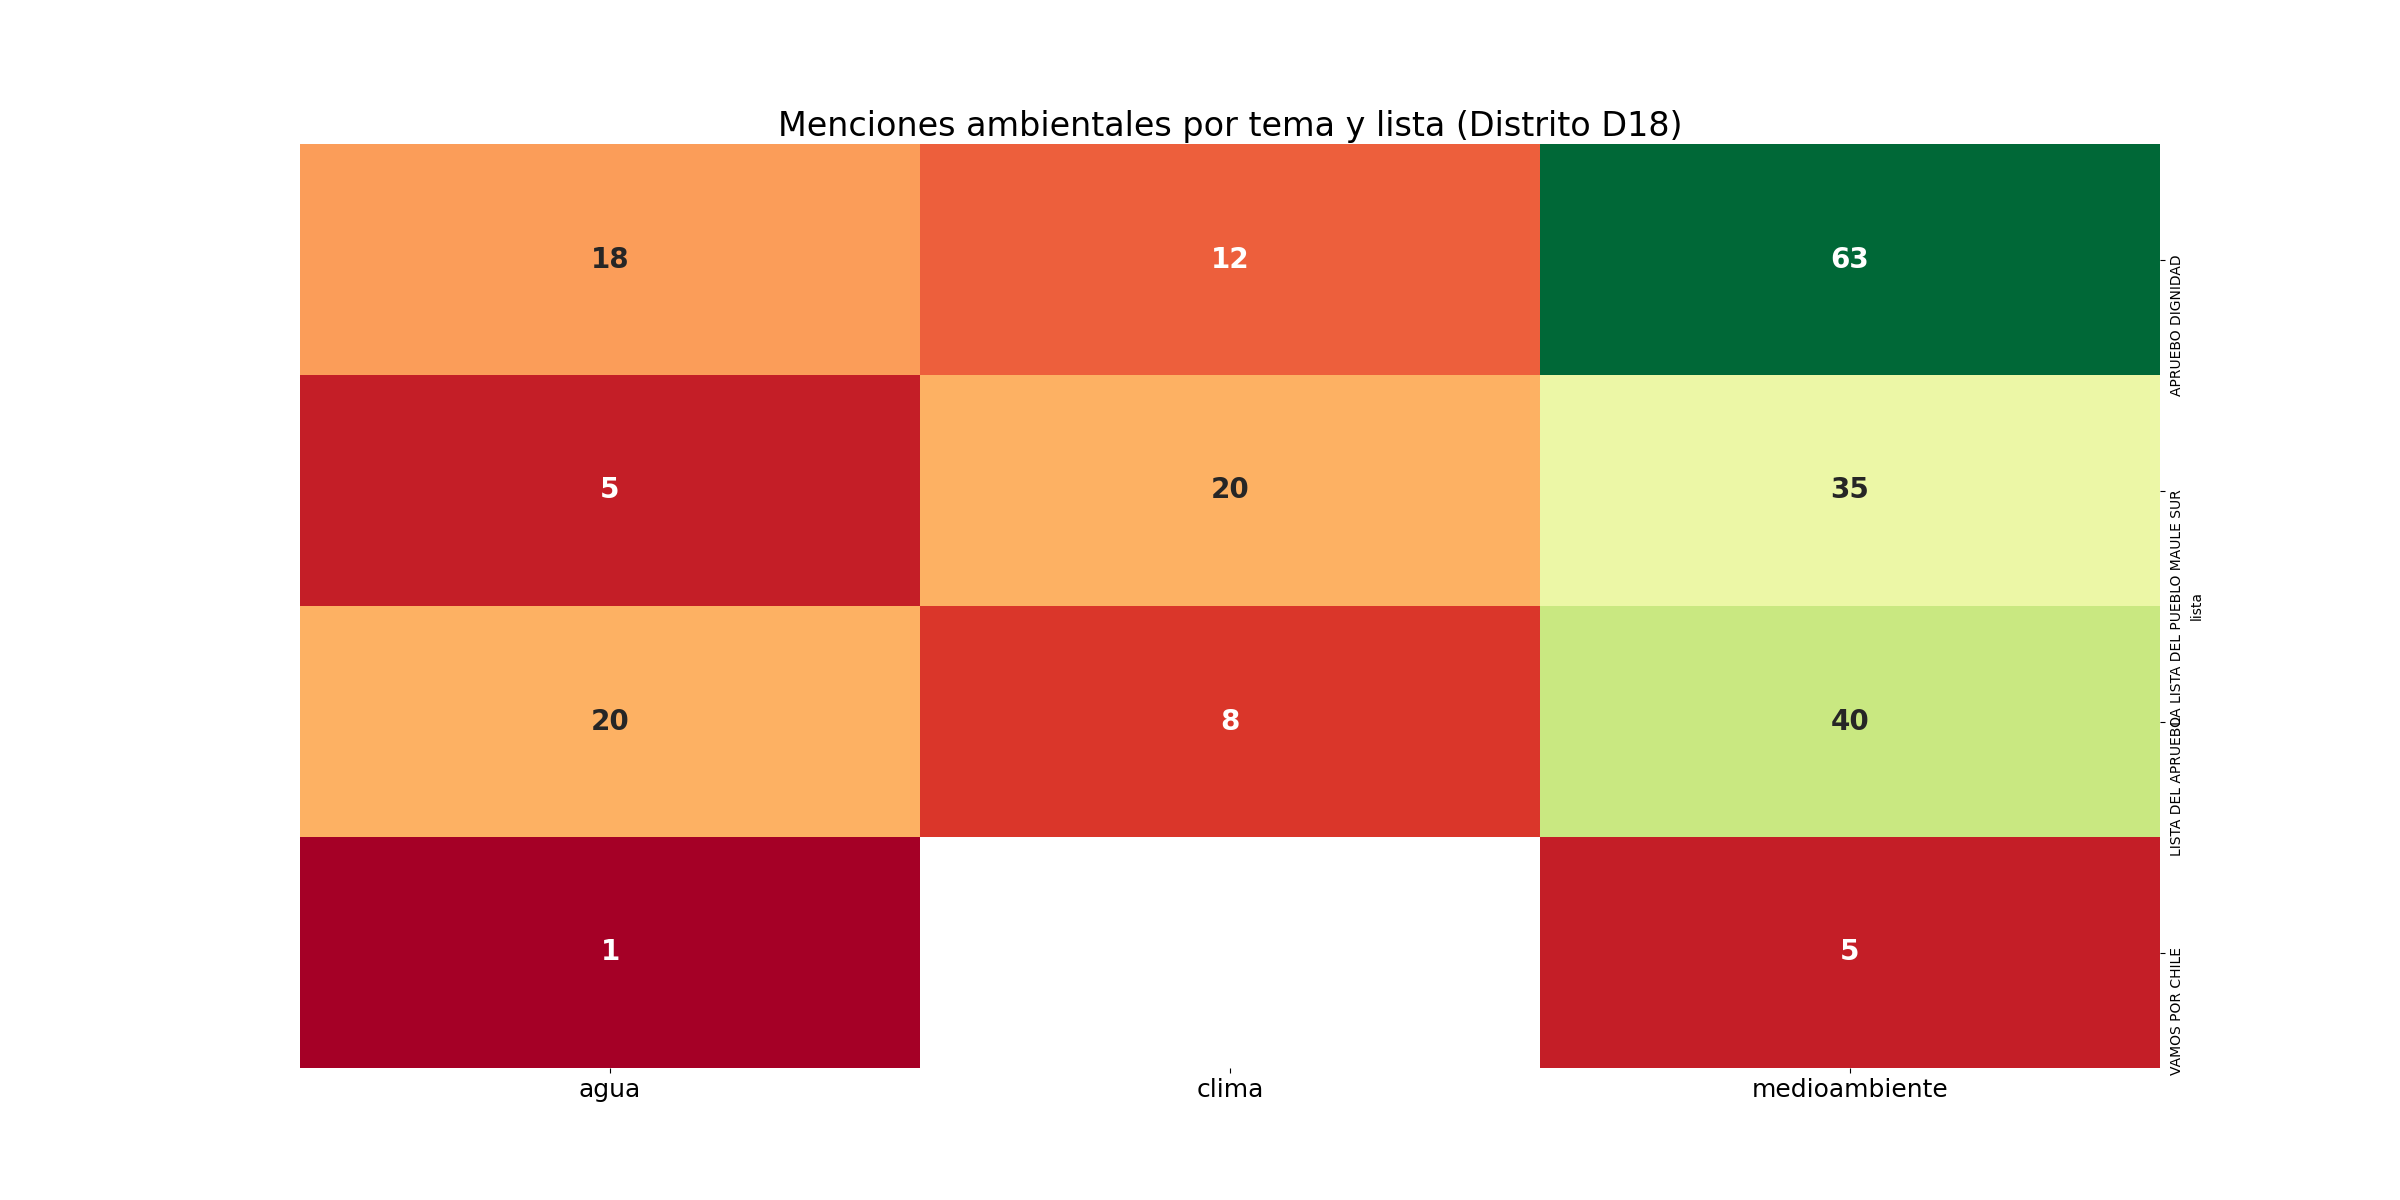 Menciones ambientales por tema y lista (Distrito D18)
18 12 63
APRUEBO DIGNIDAD
5 20 35
LA LISTA DEL PUEBLO MAULE SUR
lista
20 8 40
LISTA DEL APRUEBO
1 5
VAMOS POR CHILE
agua clima medioambiente